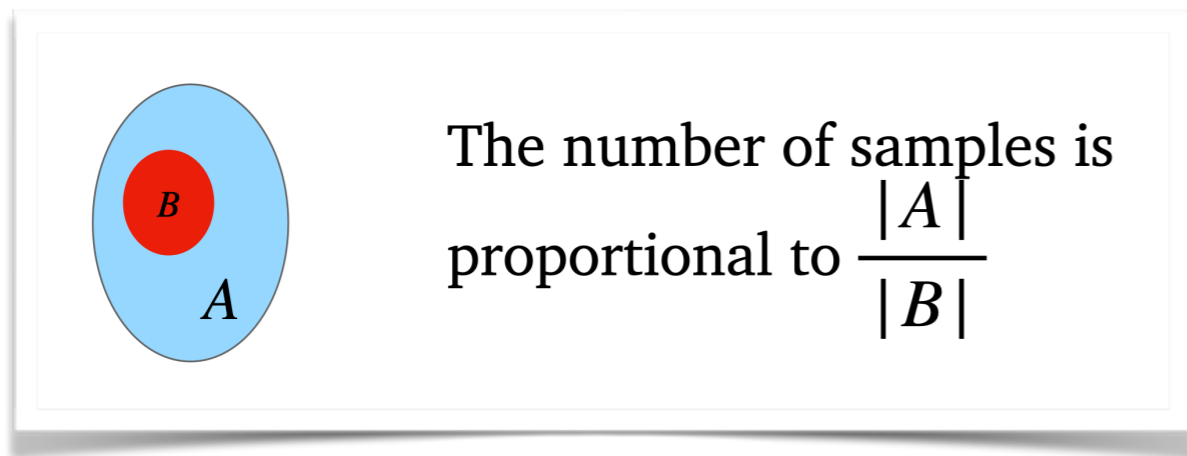 B
A
The number of samples is
proportional to |A|
|B|